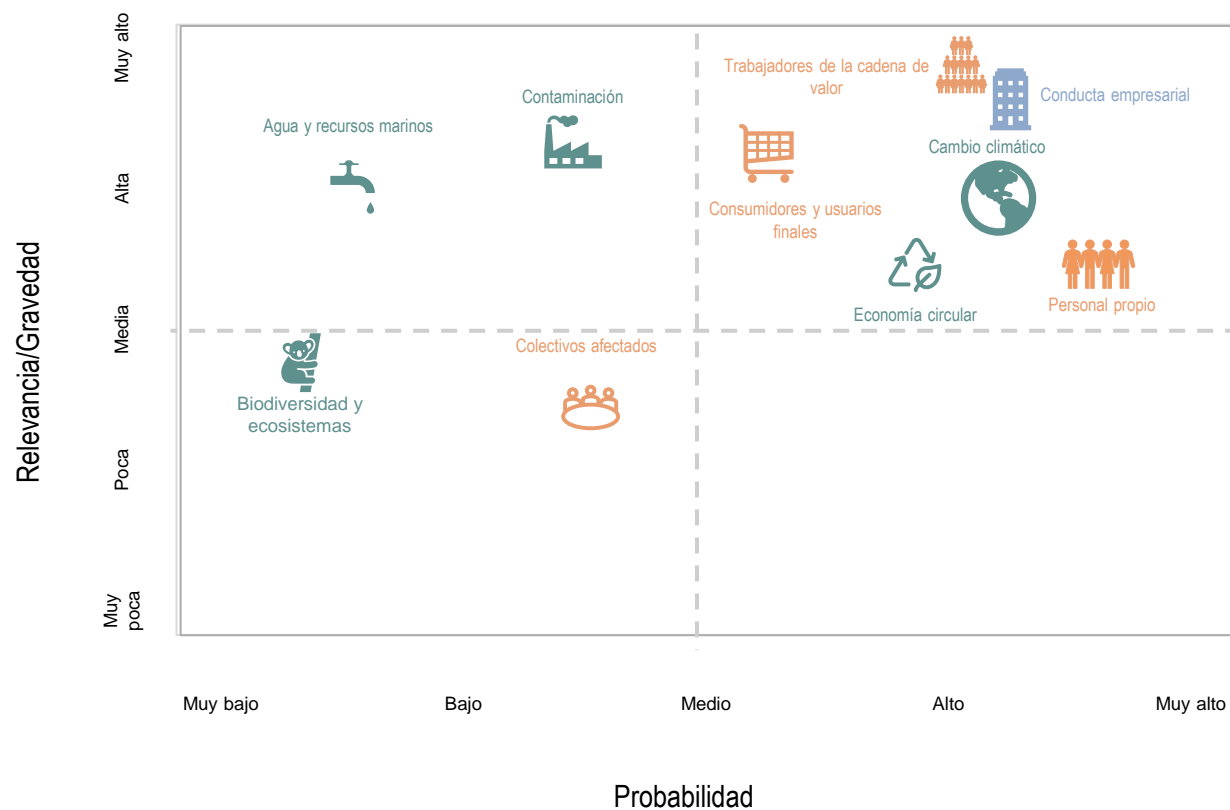 Relevancia/Gravedad
Muy alto
Alta
Media
Poca
Muy
poca
Trabajadores de la cadena de
valor
Conducta empresarial
Contaminación
Agua y recursos marinos
Cambio climático
Consumidores y usuarios
finales
Economía circular
Personal propio
Colectivos afectados
Biodiversidad y
ecosistemas
Muy bajo
Bajo
Medio
Alto
Muy alto
Probabilidad